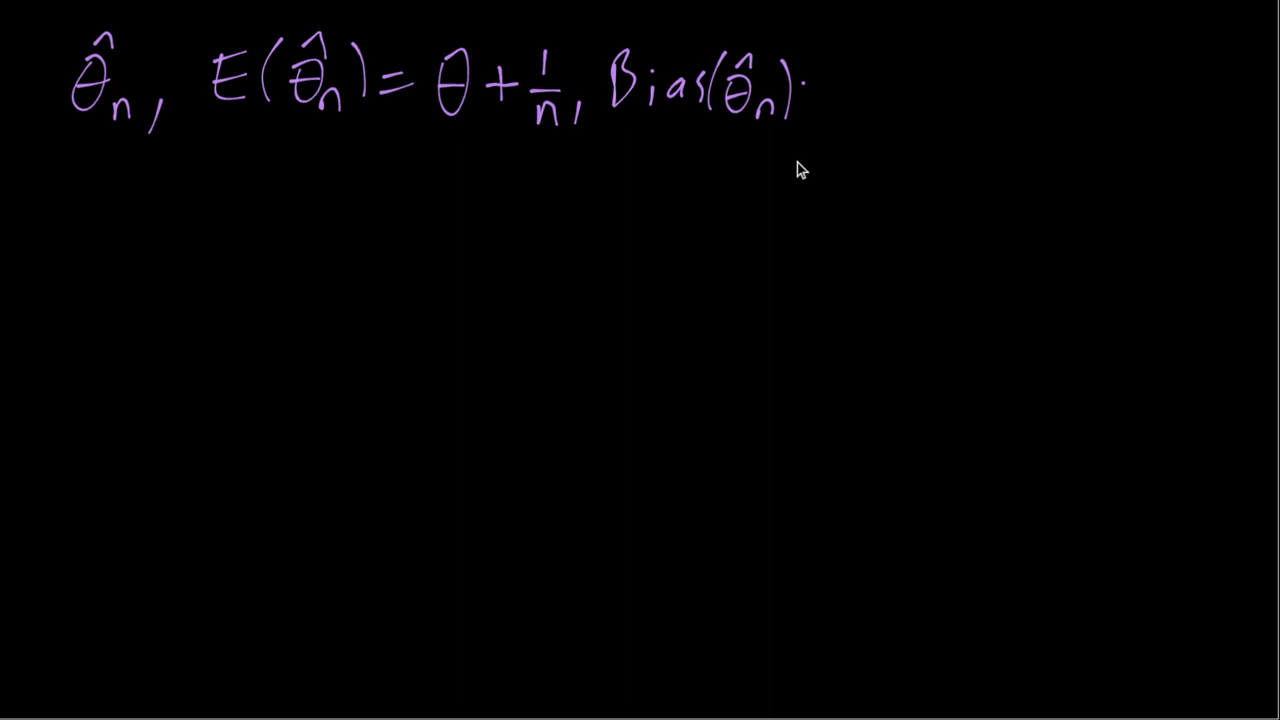 θ̂ₙ, E(θ̂ₙ) = θ + 1/n, Bias(θ̂ₙ)